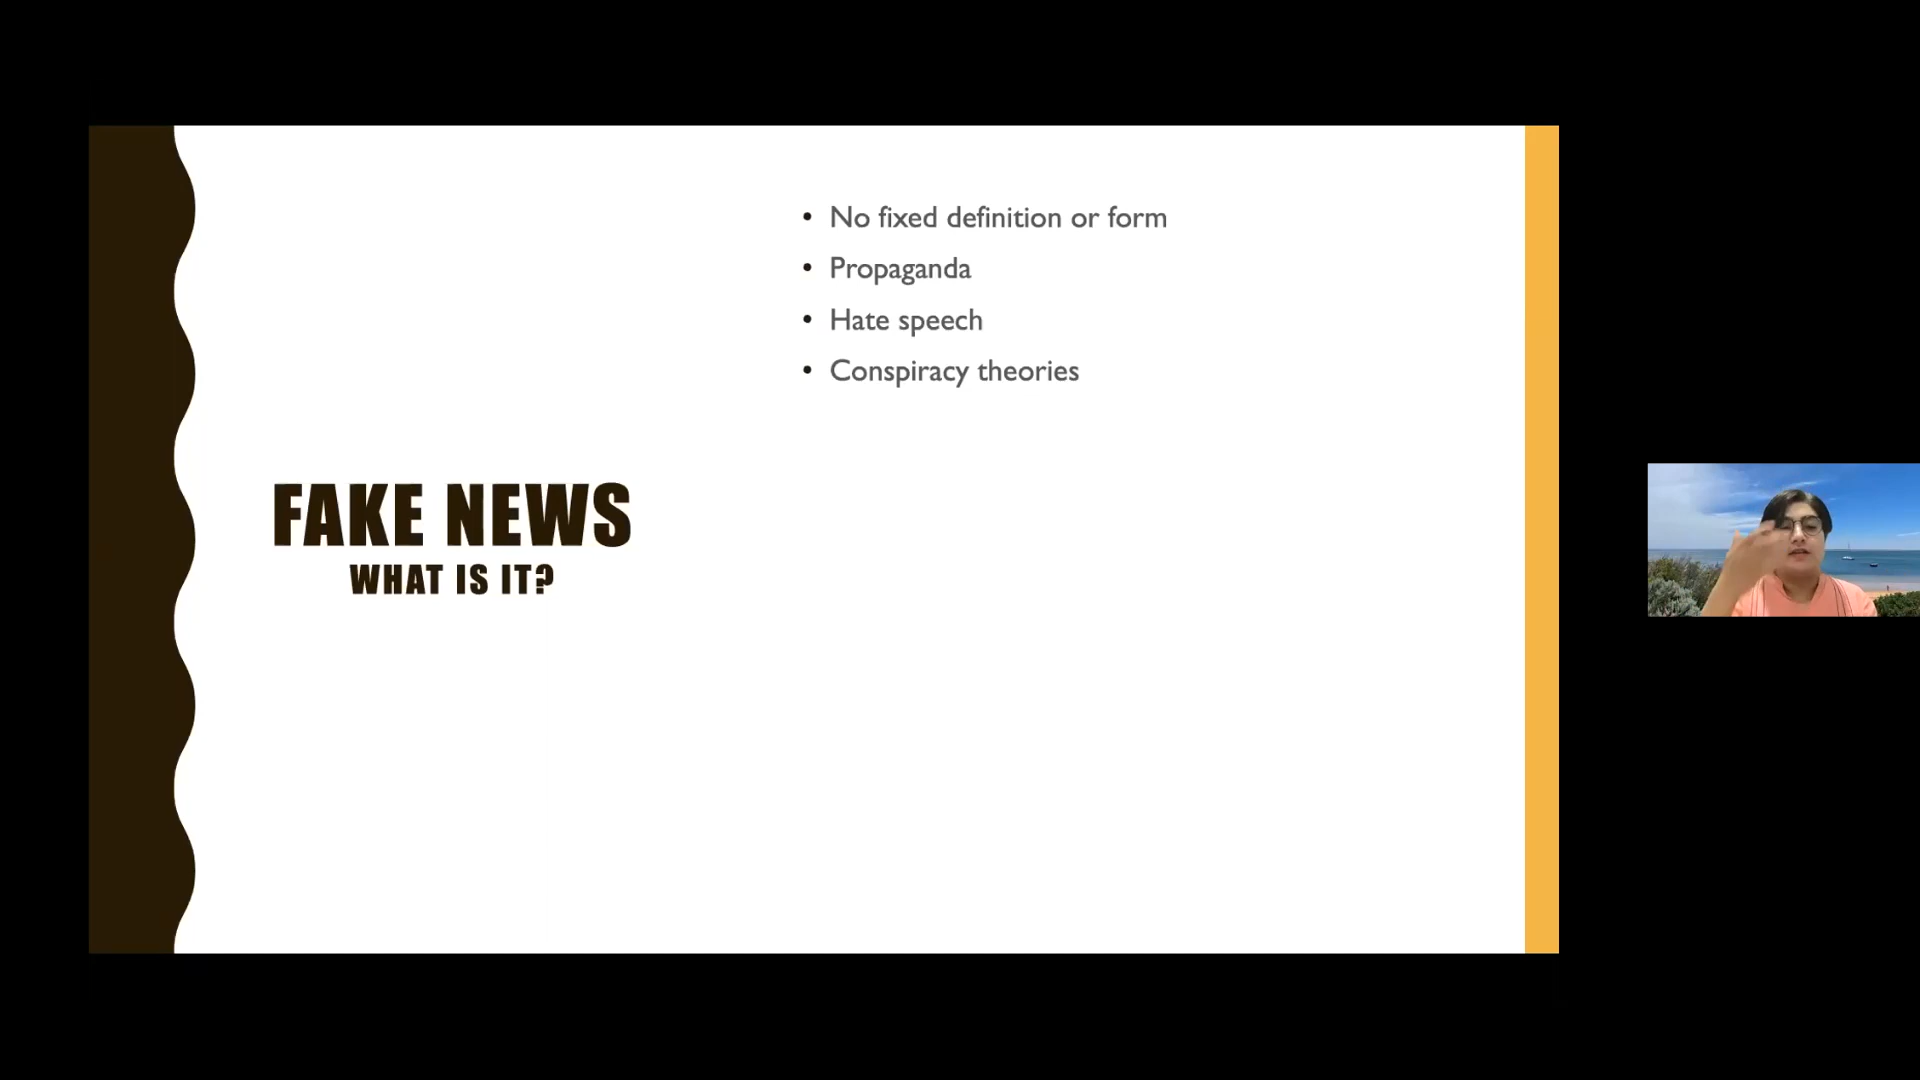 FAKE NEWS
WHAT IS IT?
• No fixed definition or form
• Propaganda
• Hate speech
• Conspiracy theories